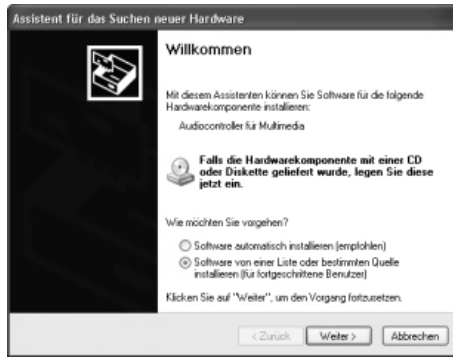 Assistent für das Suchen neuer Hardware
Willkommen
Mit diesem Assistenten können Sie Software für die folgende
Hardwarekomponente installieren:
Audiocontroller für Multimedia
Falls die Hardwarekomponente mit einer CD
oder Diskette geliefert wurde, legen Sie diese
jetzt ein.
Wie möchten Sie vorgehen?
Software automatisch installieren (empfohlen)
Software von einer Liste oder bestimmten Quelle
installieren (für fortgeschrittene Benutzer)
Klicken Sie auf "Weiter", um den Vorgang fortzusetzen.
< Zurück Weiter > Abbrechen